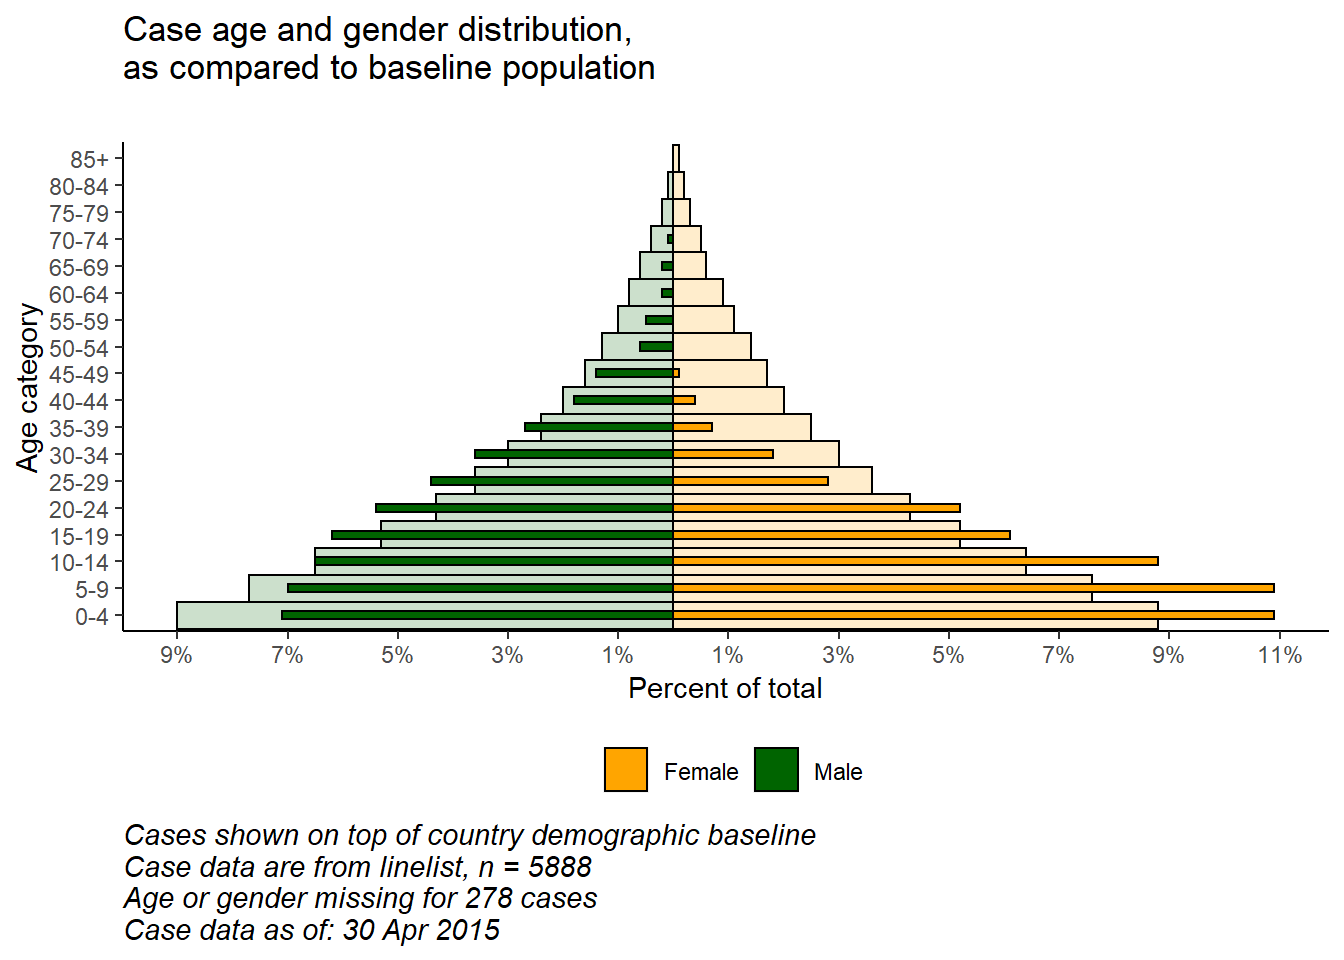 Case age and gender distribution,
as compared to baseline population
Age category
85+
80-84
75-79
70-74
65-69
60-64
55-59
50-54
45-49
40-44
35-39
30-34
25-29
20-24
15-19
10-14
5-9
0-4
9% 7% 5% 3% 1% 1% 3% 5% 7% 9% 11%
Percent of total
Female Male
Cases shown on top of country demographic baseline
Case data are from linelist, n = 5888
Age or gender missing for 278 cases
Case data as of: 30 Apr 2015